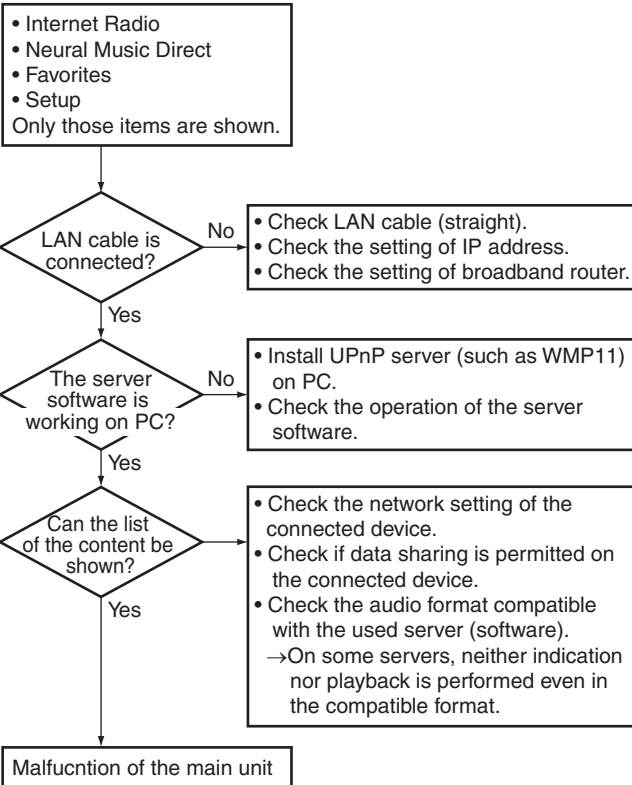 • Internet Radio
• Neural Music Direct
• Favorites
• Setup
Only those items are shown.
LAN cable is
connected?
No
• Check LAN cable (straight).
• Check the setting of IP address.
• Check the setting of broadband router.
Yes
The server
software is
working on PC?
No
• Install UPnP server (such as WMP11)
on PC.
• Check the operation of the server
software.
Yes
Can the list
of the content be
shown?
• Check the network setting of the
connected device.
• Check if data sharing is permitted on
the connected device.
• Check the audio format compatible
with the used server (software).
→On some servers, neither indication
nor playback is performed even in
the compatible format.
Yes
Malfucntion of the main unit